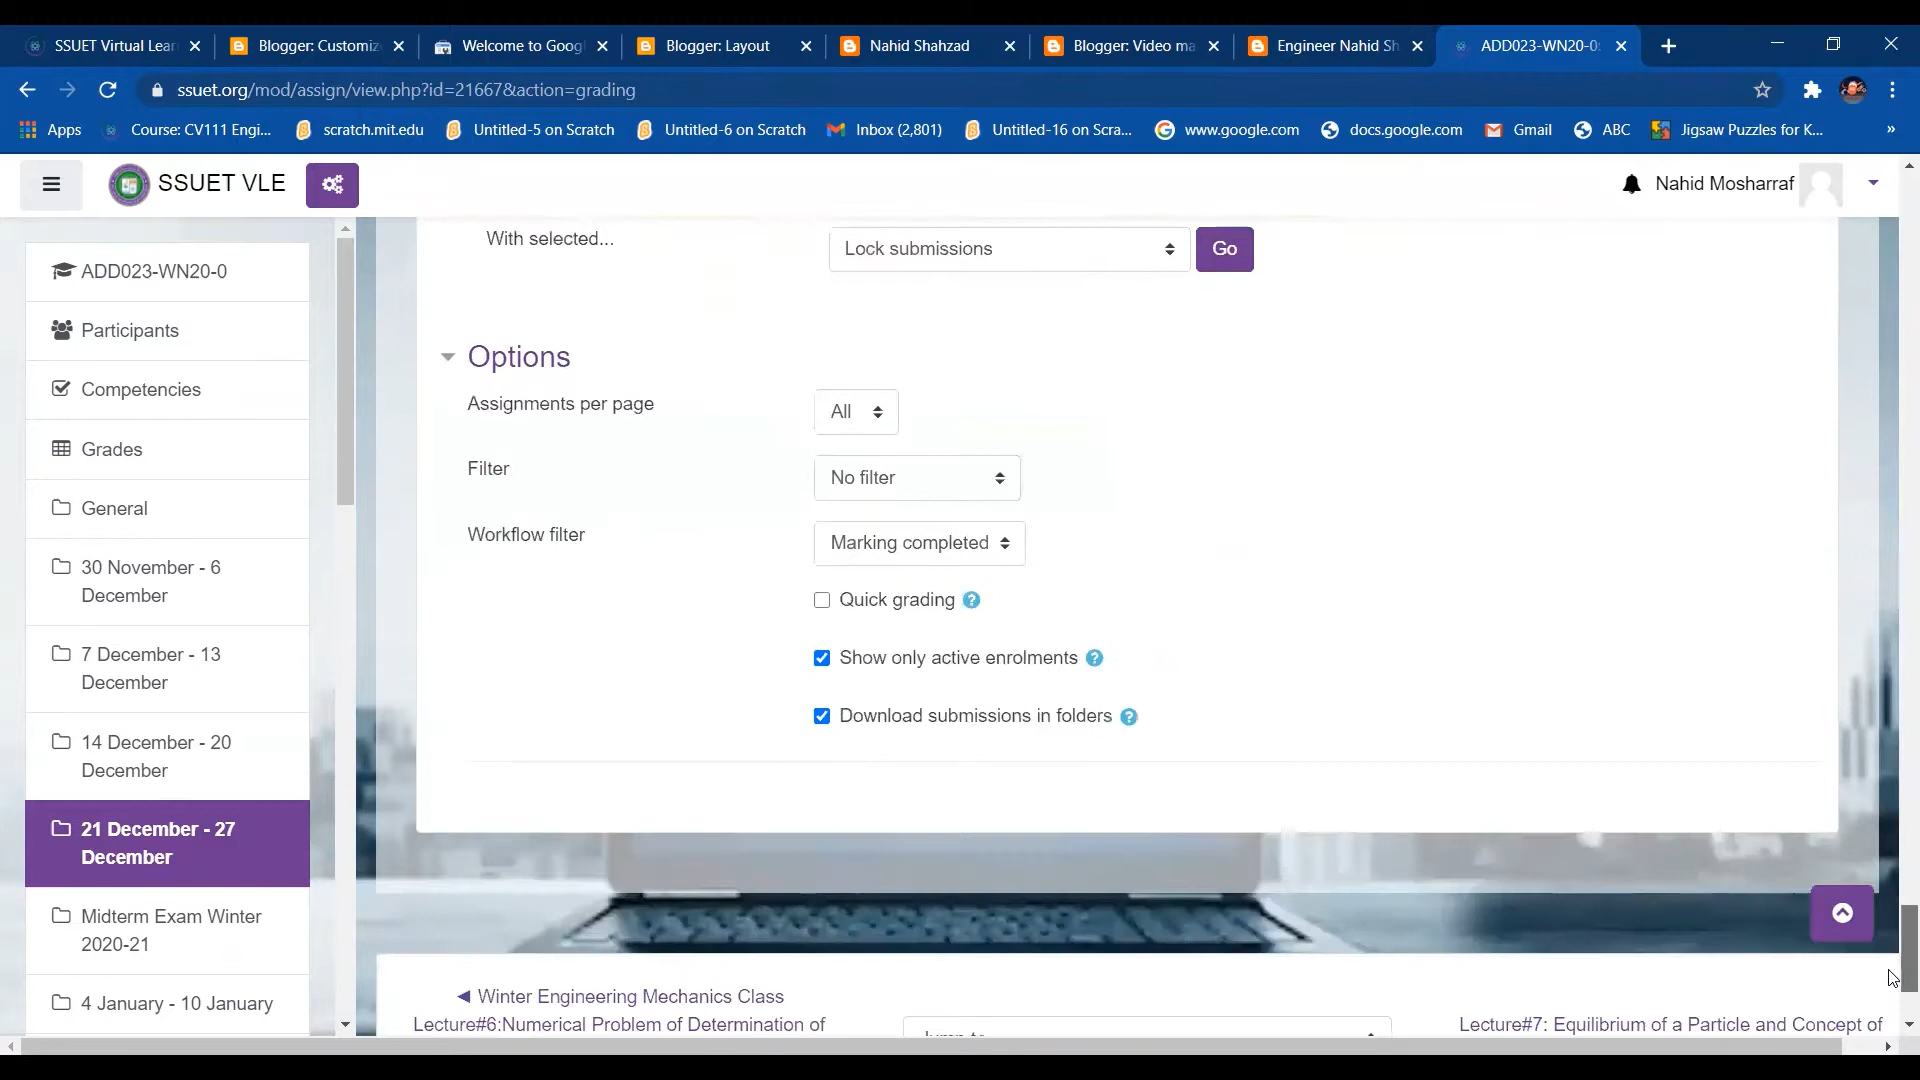 SSUET Virtual Lear
Blogger: Customiz
Welcome to Goog
Blogger: Layout
Nahid Shahzad
Blogger: Video ma
Engineer Nahid Sh
ADD023-WN20-0
ssuet.org/mod/assign/view.php?id=21667&action=grading
Apps
Course: CV111 Engi...
scratch.mit.edu
Untitled-5 on Scratch
Untitled-6 on Scratch
Inbox (2,801)
Untitled-16 on Scra...
www.google.com
docs.google.com
Gmail
ABC
Jigsaw Puzzles for K...
»
SSUET VLE
Nahid Mosharraf
ADD023-WN20-0
Participants
Competencies
Grades
General
30 November - 6
December
7 December - 13
December
14 December - 20
December
21 December - 27
December
Midterm Exam Winter
2020-21
4 January - 10 January
With selected...
Lock submissions
Go
Options
Assignments per page
All
Filter
No filter
Workflow filter
Marking completed
Quick grading
Show only active enrolments
Download submissions in folders
◄ Winter Engineering Mechanics Class
Lecture#6:Numerical Problem of Determination of
Lecture#7: Equilibrium of a Particle and Concept of